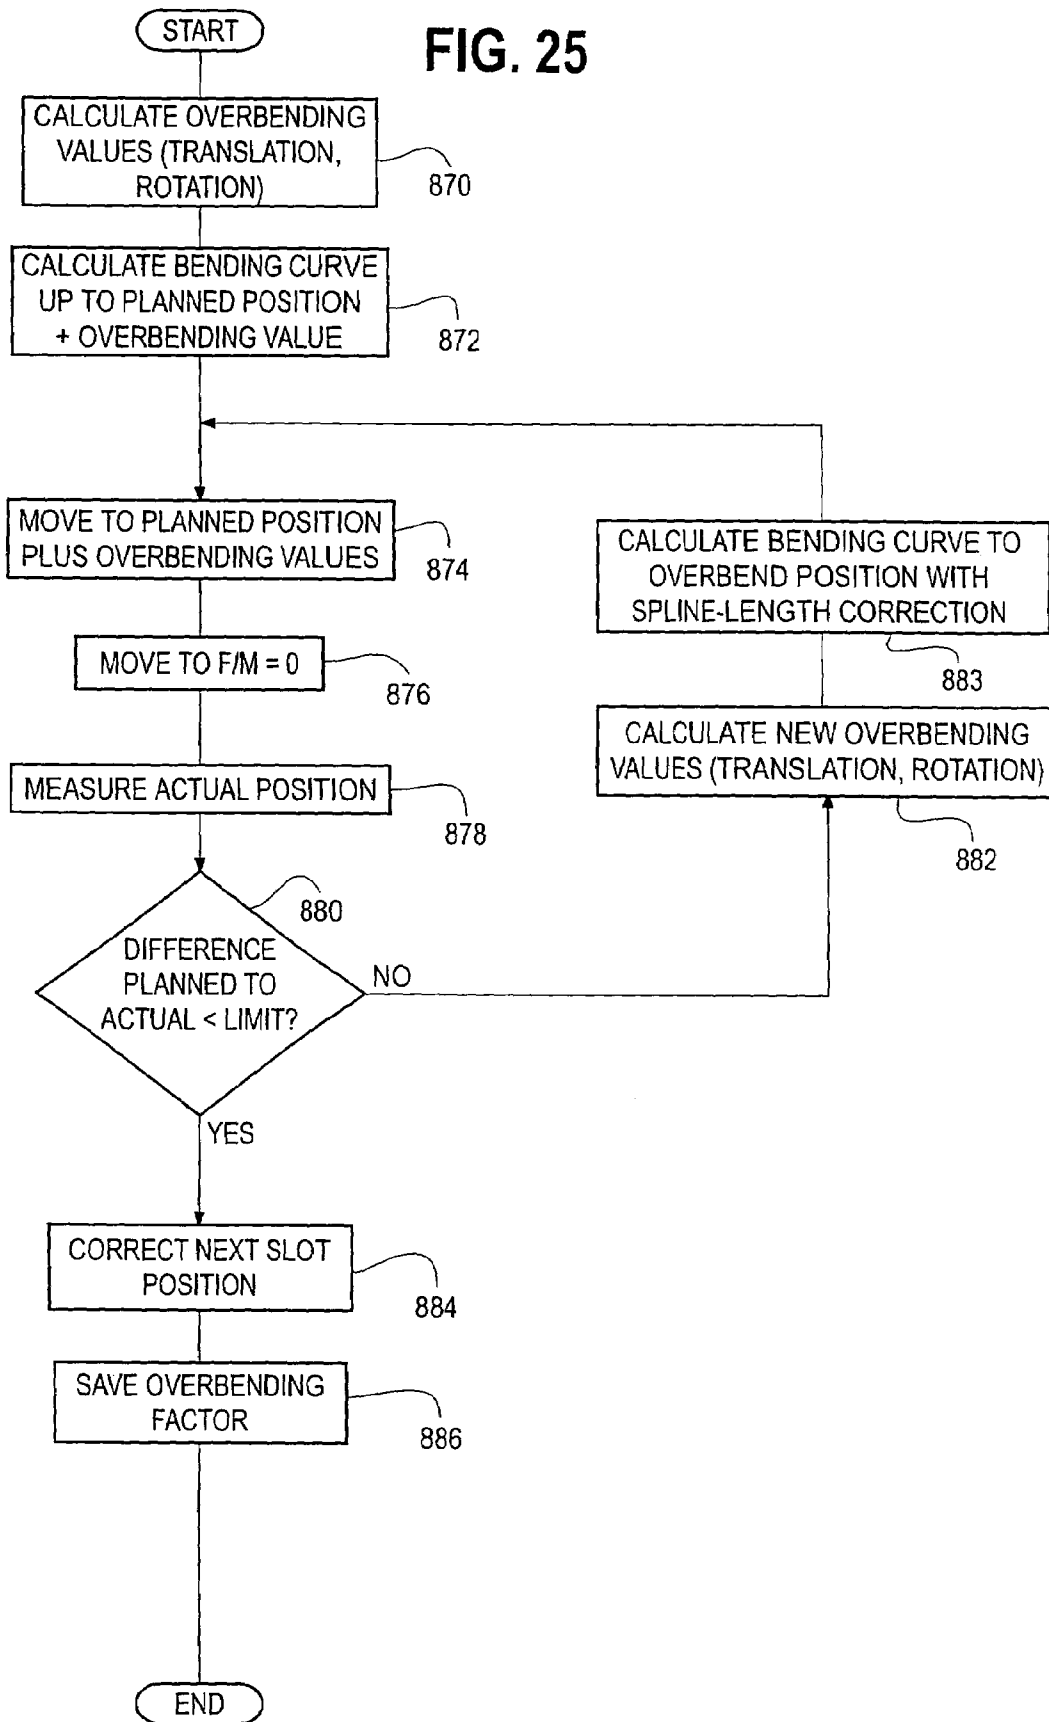 START
FIG. 25
CALCULATE OVERBENDING
VALUES (TRANSLATION,
ROTATION)
870
CALCULATE BENDING CURVE
UP TO PLANNED POSITION
+ OVERBENDING VALUE
872
MOVE TO PLANNED POSITION
PLUS OVERBENDING VALUES
874
MOVE TO F/M = 0
876
MEASURE ACTUAL POSITION
878
880
DIFFERENCE
PLANNED TO
ACTUAL < LIMIT?
NO
CALCULATE NEW OVERBENDING
VALUES (TRANSLATION, ROTATION)
882
CALCULATE BENDING CURVE TO
OVERBEND POSITION WITH
SPLINE-LENGTH CORRECTION
883
YES
CORRECT NEXT SLOT
POSITION
884
SAVE OVERBENDING
FACTOR
886
END